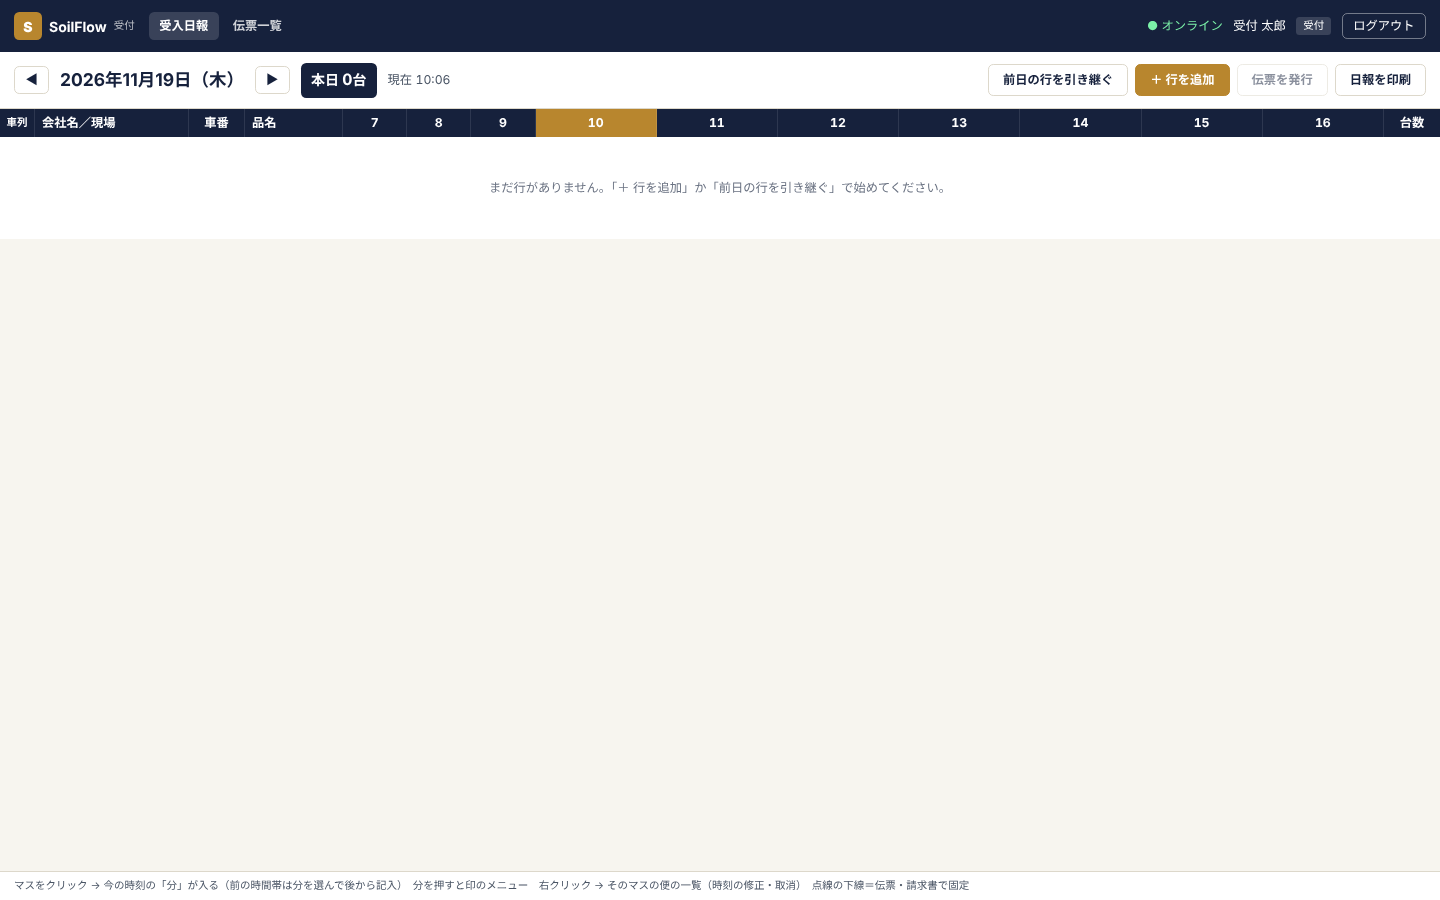 S SoilFlow 受付 受入日報 伝票一覧 ● オンライン 受付 太郎 受付 ログアウト
◀ 2026年11月19日（木） ▶ 本日 0台 現在 10:06 前日の行を引き継ぐ ＋ 行を追加 伝票を発行 日報を印刷
車列 会社名／現場 車番 品名 7 8 9 10 11 12 13 14 15 16 台数
まだ行がありません。「＋ 行を追加」か「前日の行を引き継ぐ」で始めてください。
マスをクリック → 今の時刻の「分」が入る（前の時間帯は分を選んで後から記入） 分を押すと印のメニュー 右クリック → そのマスの便の一覧（時刻の修正・取消） 点線の下線＝伝票・請求書で固定